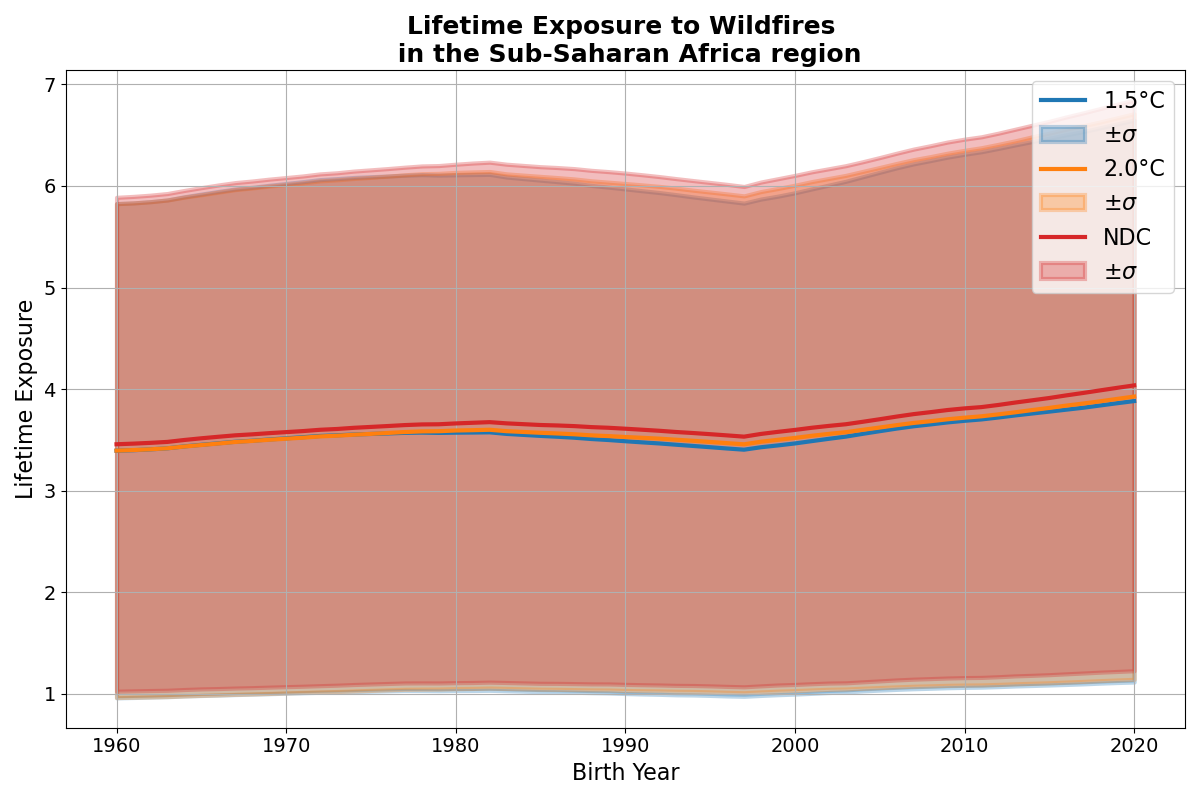 Lifetime Exposure to Wildfires
in the Sub-Saharan Africa region
7
6
5
4
3
2
1
Lifetime Exposure
1.5°C
±σ
2.0°C
±σ
NDC
±σ
1960 1970 1980 1990 2000 2010 2020
Birth Year